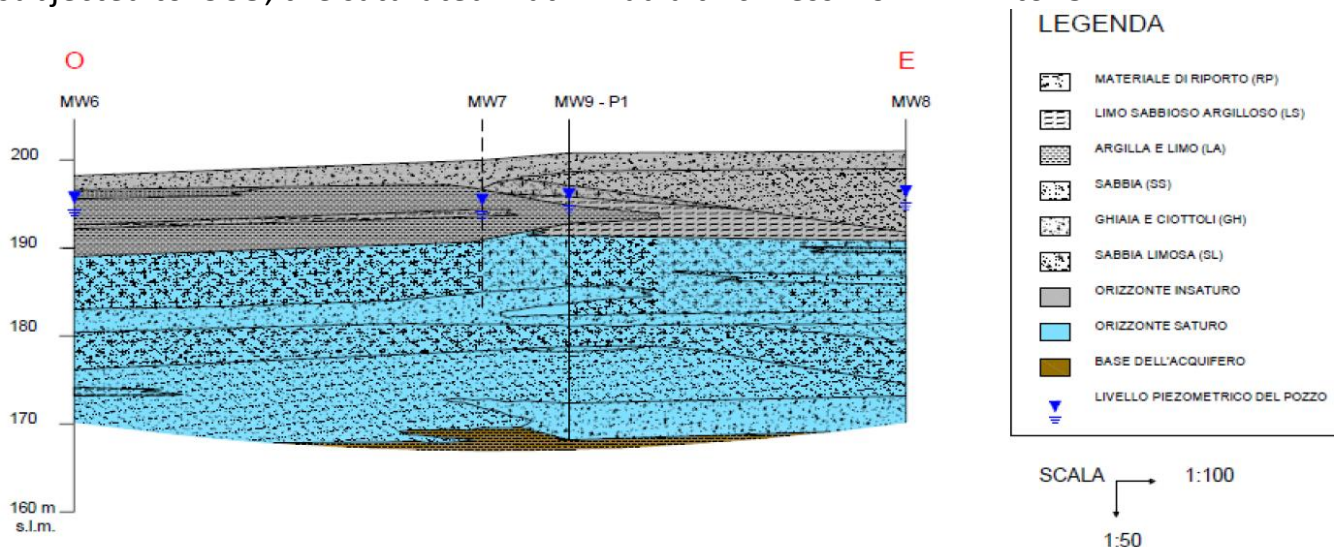 O
E
MW6
MW7
MW9 - P1
MW8
200
190
180
170
160 m
s.l.m.
LEGENDA
MATERIALE DI RIPORTO (RP)
LIMO SABBIOSO ARGILLOSO (LS)
ARGILLA E LIMO (LA)
SABBIA (SS)
GHIAIA E CIOTTOLI (GH)
SABBIA LIMOSA (SL)
ORIZZONTE INSATURO
ORIZZONTE SATURO
BASE DELL'ACQUIFERO
LIVELLO PIEZOMETRICO DEL POZZO
SCALA 1:100
1:50